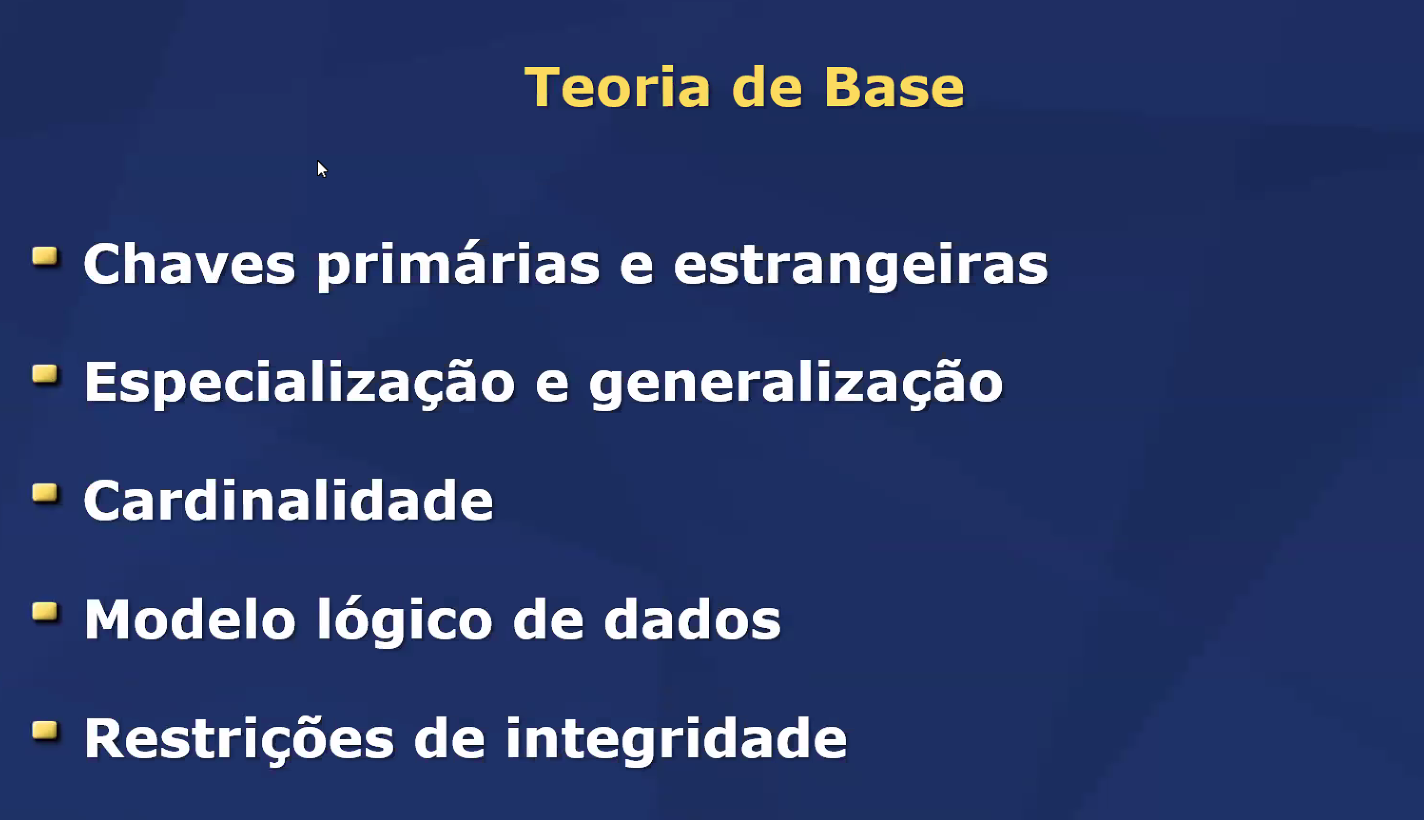 Teoria de Base
Chaves primárias e estrangeiras
Especialização e generalização
Cardinalidade
Modelo lógico de dados
Restrições de integridade